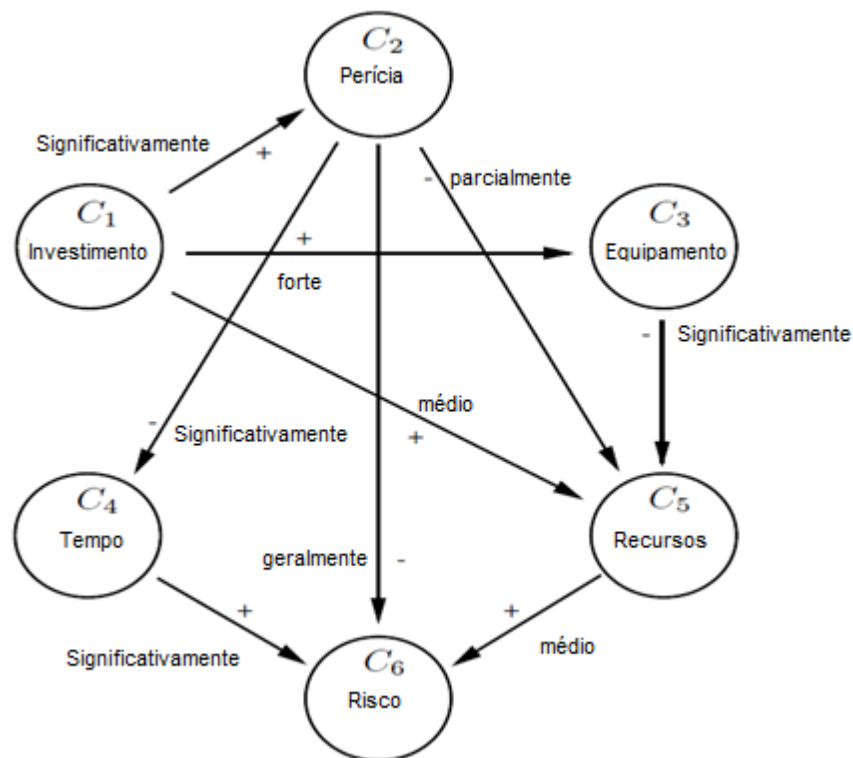 C2
Perícia
Significativamente
+
- parcialmente
C1
Investimento
+
forte
C3
Equipamento
- Significativamente
médio
+
- Significativamente
C4
Tempo
C5
Recursos
geralmente -
+
Significativamente
+
médio
C6
Risco